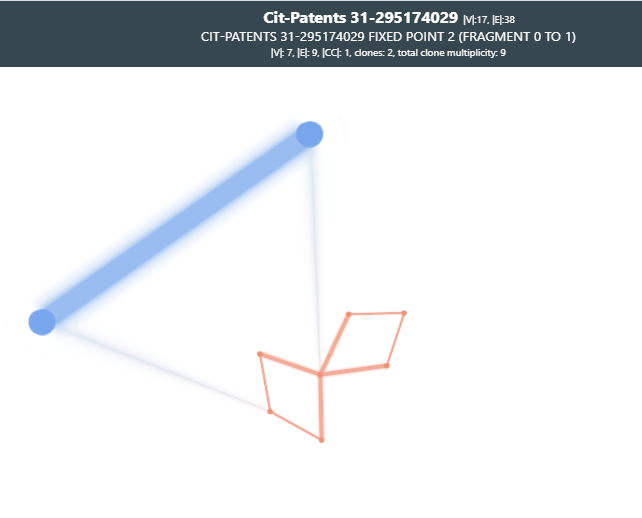 Cit-Patents 31-295174029 |V|:17, |E|:38
CIT-PATENTS 31-295174029 FIXED POINT 2 (FRAGMENT 0 TO 1)
|V|: 7, |E|: 9, |CC|: 1, clones: 2, total clone multiplicity: 9